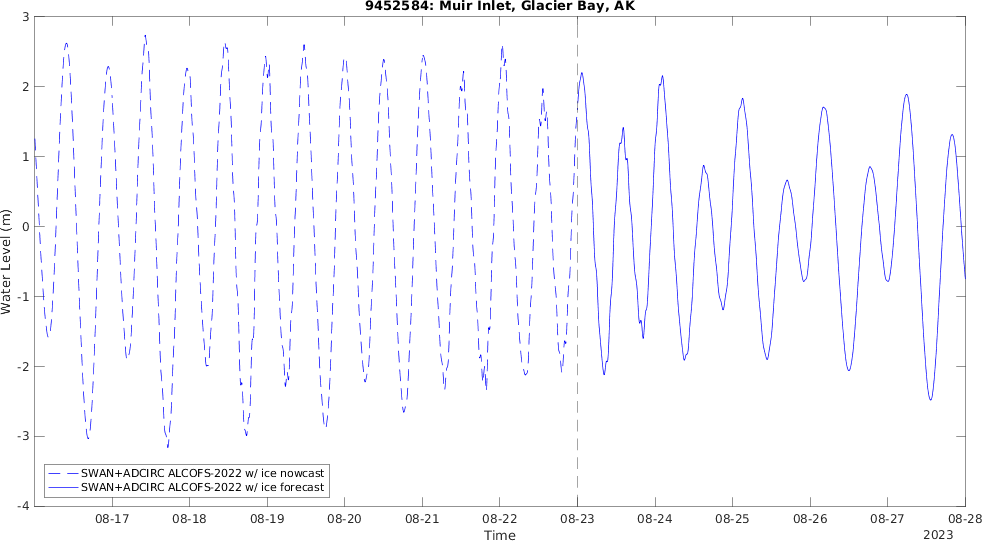 9452584: Muir Inlet, Glacier Bay, AK
Water Level (m)
3
2
1
0
-1
-2
-3
-4
SWAN+ADCIRC ALCOFS-2022 w/ ice nowcast
SWAN+ADCIRC ALCOFS-2022 w/ ice forecast
08-17 08-18 08-19 08-20 08-21 08-22 08-23 08-24 08-25 08-26 08-27 08-28
Time
2023